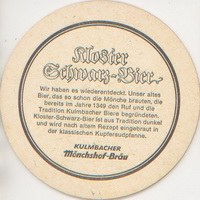 Kloster
Schwarz-Bier
Wir haben es wiederentdeckt. Unser altes
Bier, das so schon die Mönche brauten, die
bereits im Jahre 1349 den Ruf und die
Tradition Kulmbacher Biere begründeten.
Kloster-Schwarz-Bier ist aus Tradition dunkel
und wird nach altem Rezept eingebraut in
der klassischen Kupfersudpfanne.
KULMBACHER
Mönchshof-Bräu